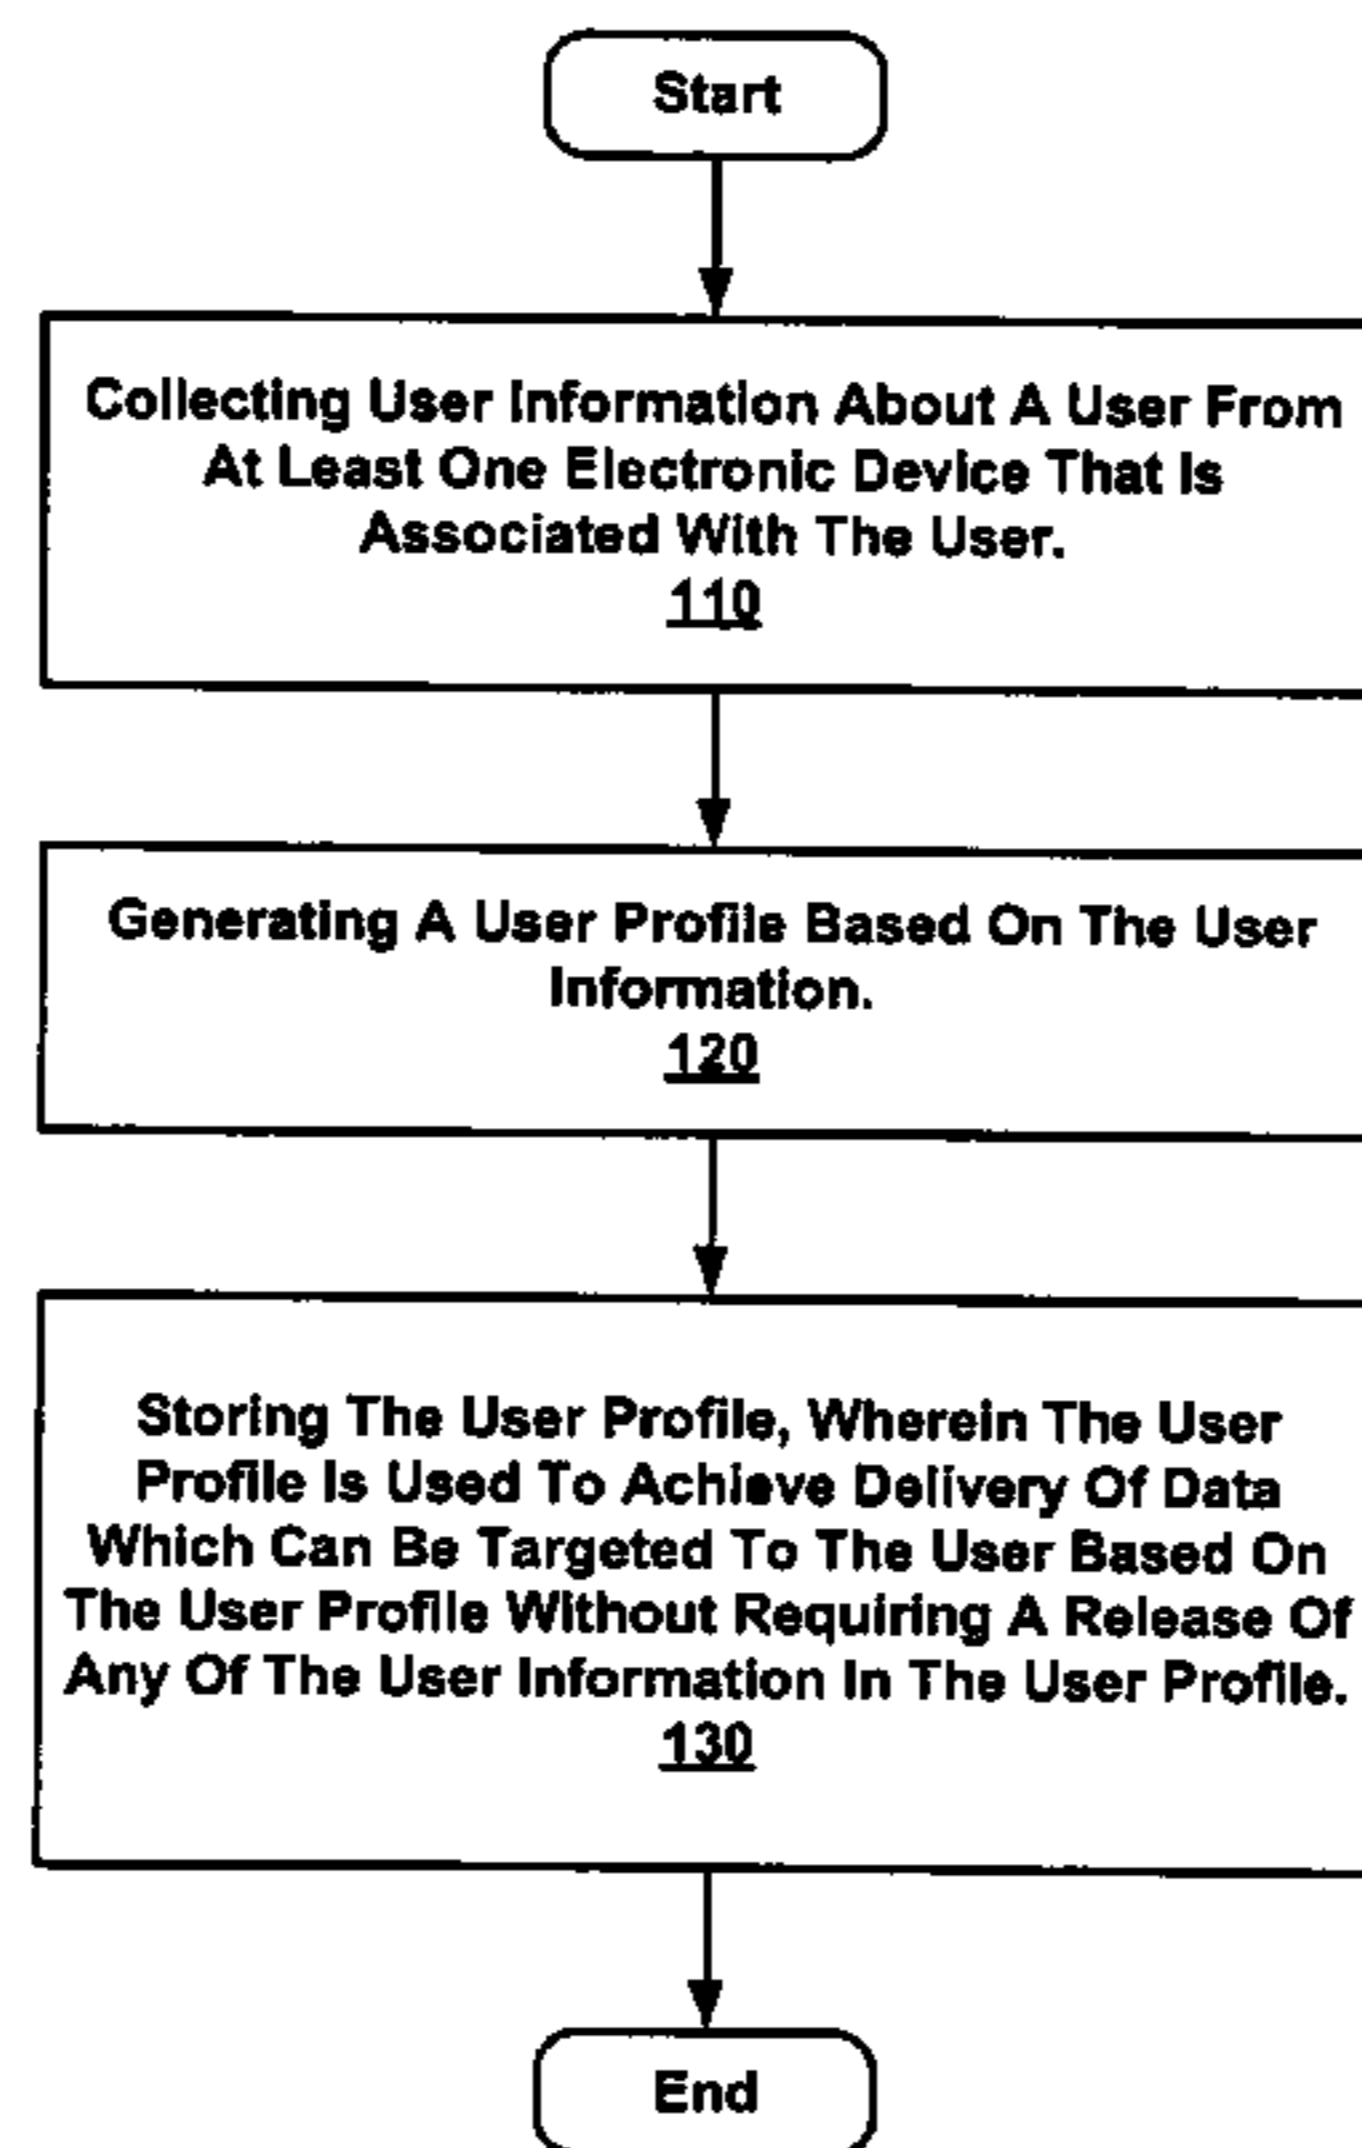 Start
Collecting User Information About A User From
At Least One Electronic Device That Is
Associated With The User.
110
Generating A User Profile Based On The User
Information.
120
Storing The User Profile, Wherein The User
Profile Is Used To Achieve Delivery Of Data
Which Can Be Targeted To The User Based On
The User Profile Without Requiring A Release Of
Any Of The User Information In The User Profile.
130
End